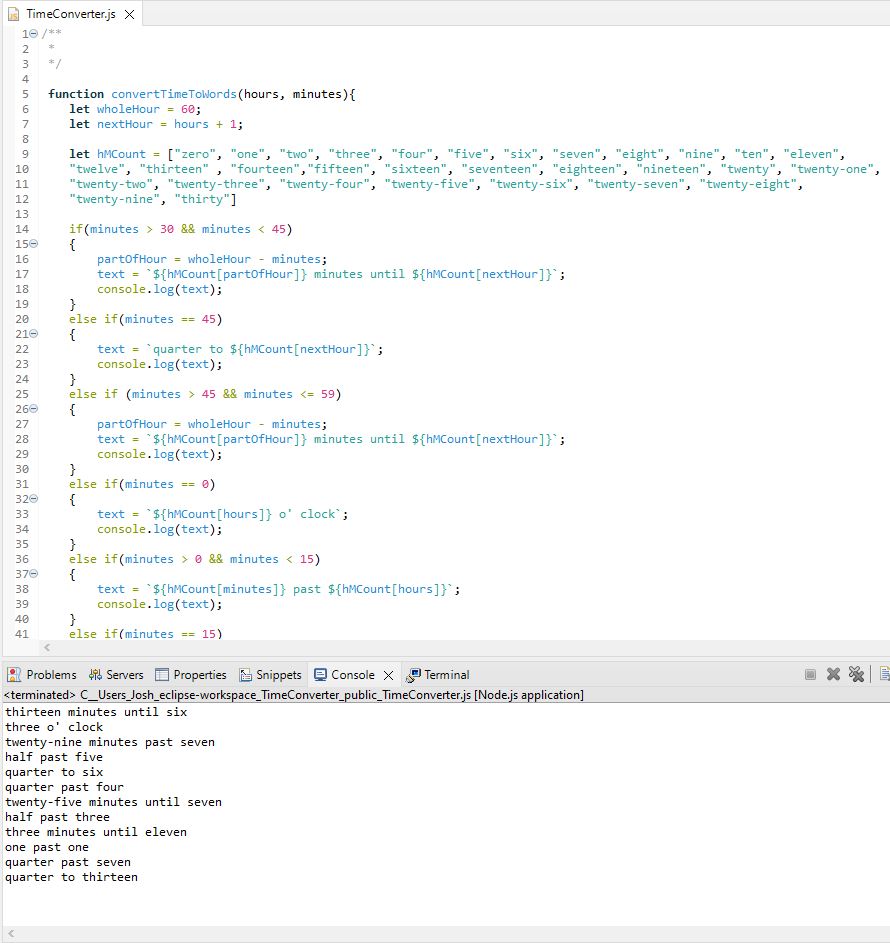 TimeConverter.js
1 /**
2 *
3 */
4
5 function convertTimeToWords(hours, minutes){
6 let wholeHour = 60;
7 let nextHour = hours + 1;
8
9 let hMCount = ["zero", "one", "two", "three", "four", "five", "six", "seven", "eight", "nine", "ten", "eleven",
10 "twelve", "thirteen" , "fourteen","fifteen", "sixteen", "seventeen", "eighteen", "nineteen", "twenty", "twenty-one",
11 "twenty-two", "twenty-three", "twenty-four", "twenty-five", "twenty-six", "twenty-seven", "twenty-eight",
12 "twenty-nine", "thirty"]
13
14 if(minutes > 30 && minutes < 45)
15 {
16 partOfHour = wholeHour - minutes;
17 text = `${hMCount[partOfHour]} minutes until ${hMCount[nextHour]}`;
18 console.log(text);
19 }
20 else if(minutes == 45)
21 {
22 text = `quarter to ${hMCount[nextHour]}`;
23 console.log(text);
24 }
25 else if (minutes > 45 && minutes <= 59)
26 {
27 partOfHour = wholeHour - minutes;
28 text = `${hMCount[partOfHour]} minutes until ${hMCount[nextHour]}`;
29 console.log(text);
30 }
31 else if(minutes == 0)
32 {
33 text = `${hMCount[hours]} o' clock`;
34 console.log(text);
35 }
36 else if(minutes > 0 && minutes < 15)
37 {
38 text = `${hMCount[minutes]} past ${hMCount[hours]}`;
39 console.log(text);
40 }
41 else if(minutes == 15)
Problems Servers Properties Snippets Console Terminal
<terminated> C__Users_Josh_eclipse-workspace_TimeConverter_public_TimeConverter.js [Node.js application]
thirteen minutes until six
three o' clock
twenty-nine minutes past seven
half past five
quarter to six
quarter past four
twenty-five minutes until seven
half past three
three minutes until eleven
one past one
quarter past seven
quarter to thirteen